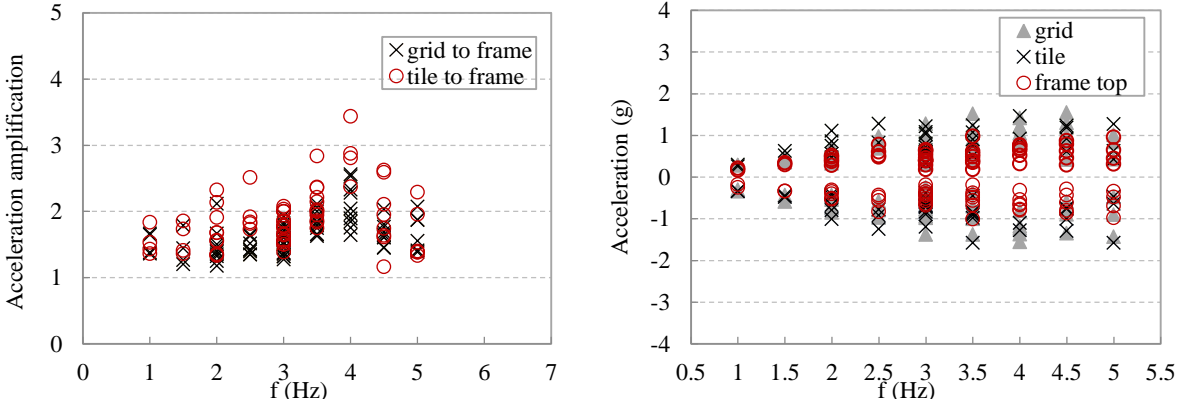 Acceleration amplification
5
4
3
2
1
0
0 1 2 3 4 5 6 7
f (Hz)
grid to frame
tile to frame
Acceleration (g)
4
3
2
1
0
-1
-2
-3
-4
0.5 1 1.5 2 2.5 3 3.5 4 4.5 5 5.5
f (Hz)
grid
tile
frame top